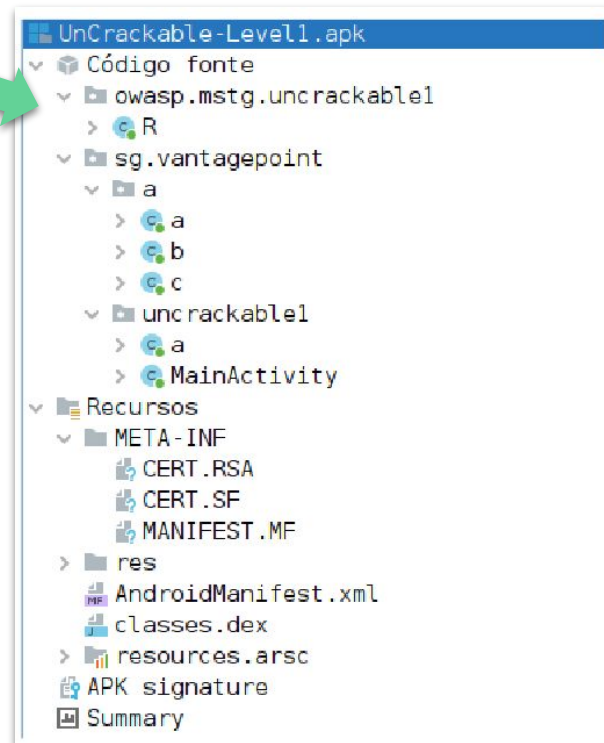 UnCrackable-Level1.apk
Código fonte
owasp.mstg.uncrackable1
R
sg.vantagepoint
a
a
b
c
uncrackable1
a
MainActivity
Recursos
META-INF
CERT.RSA
CERT.SF
MANIFEST.MF
res
AndroidManifest.xml
classes.dex
resources.arsc
APK signature
Summary